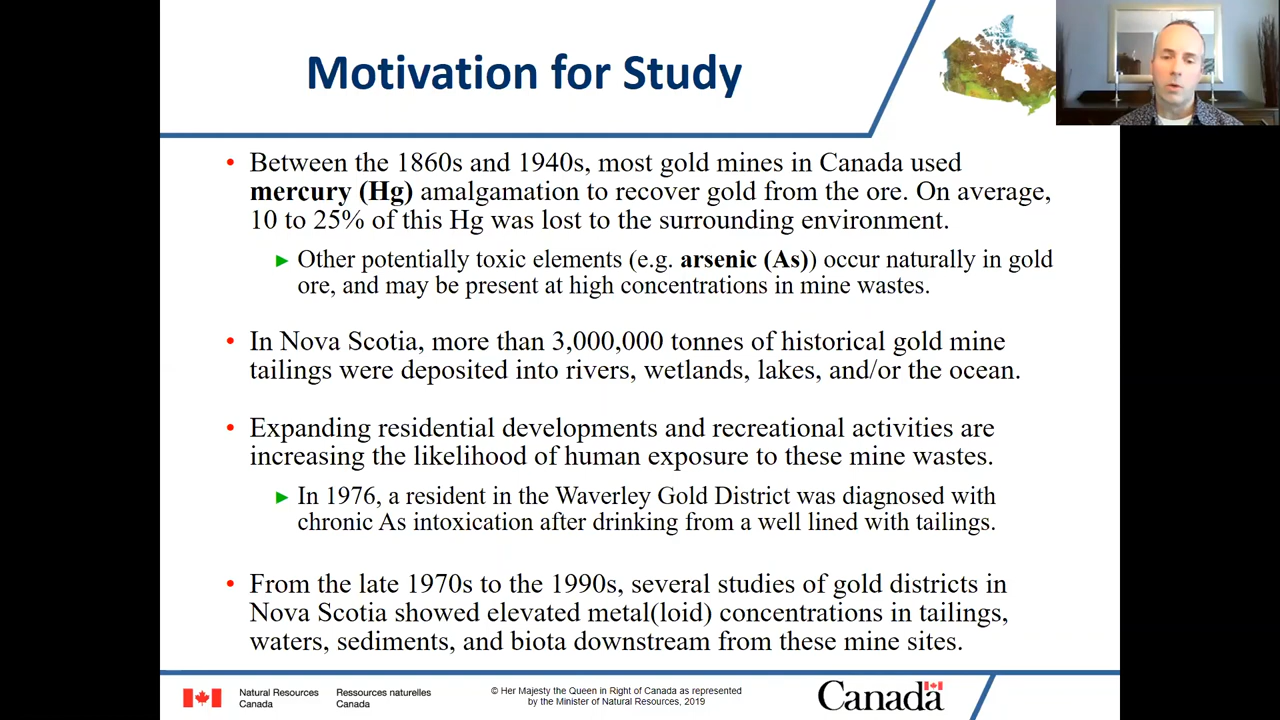 Motivation for Study
• Between the 1860s and 1940s, most gold mines in Canada used
mercury (Hg) amalgamation to recover gold from the ore. On average,
10 to 25% of this Hg was lost to the surrounding environment.
► Other potentially toxic elements (e.g. arsenic (As)) occur naturally in gold
ore, and may be present at high concentrations in mine wastes.
• In Nova Scotia, more than 3,000,000 tonnes of historical gold mine
tailings were deposited into rivers, wetlands, lakes, and/or the ocean.
• Expanding residential developments and recreational activities are
increasing the likelihood of human exposure to these mine wastes.
► In 1976, a resident in the Waverley Gold District was diagnosed with
chronic As intoxication after drinking from a well lined with tailings.
• From the late 1970s to the 1990s, several studies of gold districts in
Nova Scotia showed elevated metal(loid) concentrations in tailings,
waters, sediments, and biota downstream from these mine sites.
Natural Resources
Canada
Ressources naturelles
Canada
© Her Majesty the Queen in Right of Canada as represented
by the Minister of Natural Resources, 2019
Canada